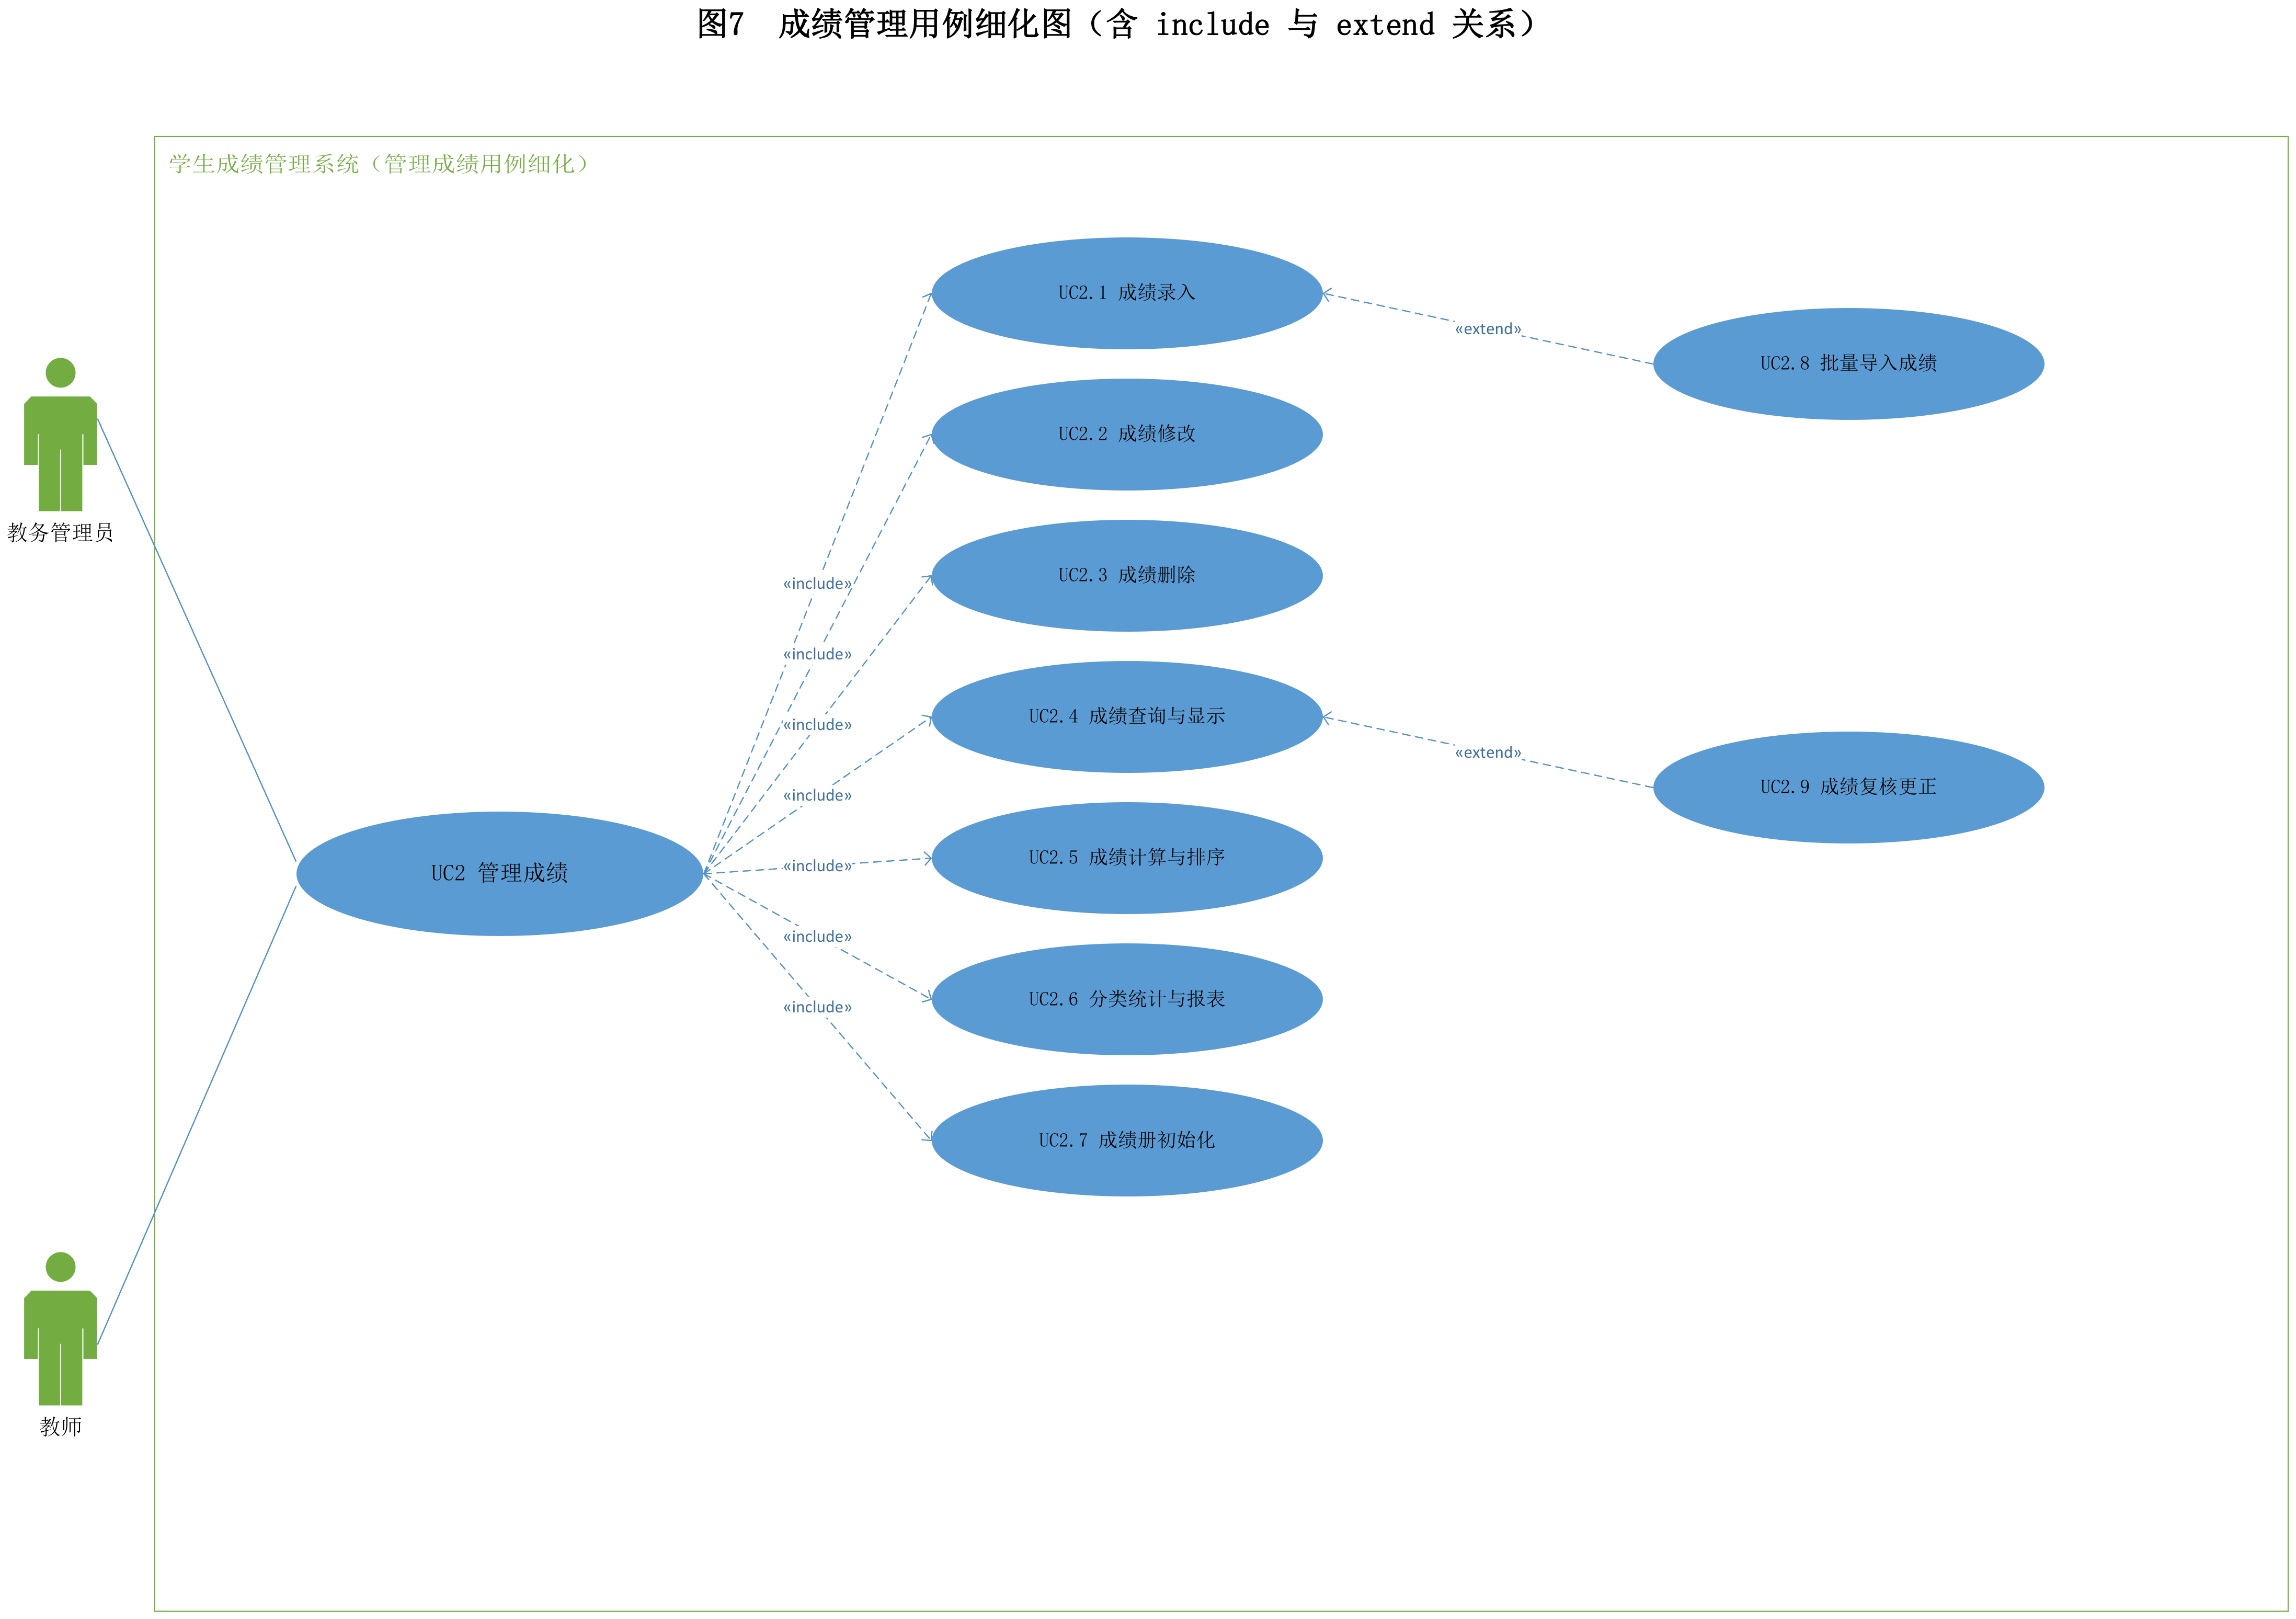 图7  成绩管理用例细化图（含 include 与 extend 关系）
学生成绩管理系统（管理成绩用例细化）
教务管理员
教师
UC2 管理成绩
«include»
«include»
«include»
«include»
«include»
«include»
«include»
UC2.1 成绩录入
UC2.2 成绩修改
UC2.3 成绩删除
UC2.4 成绩查询与显示
UC2.5 成绩计算与排序
UC2.6 分类统计与报表
UC2.7 成绩册初始化
«extend»
UC2.8 批量导入成绩
«extend»
UC2.9 成绩复核更正